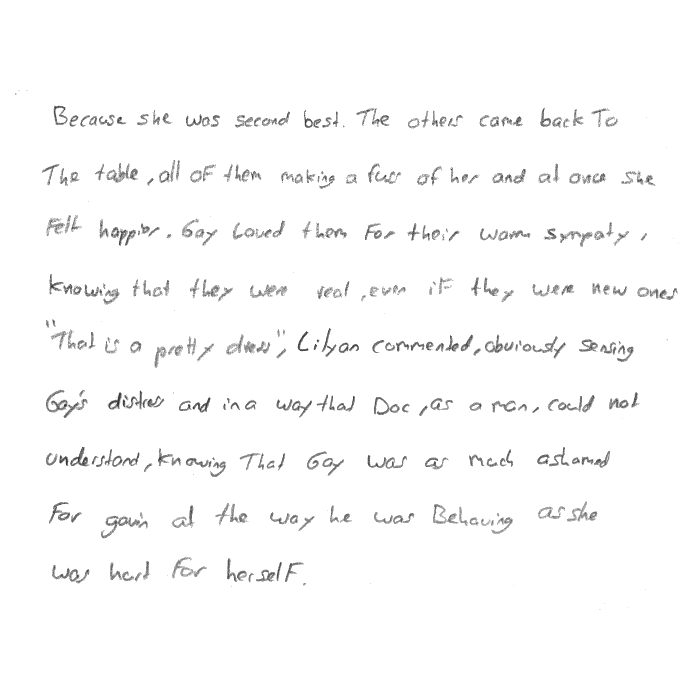 Because she was second best. The others came back To
The table, all of them making a fuss of her and at once she
Felt happier. Gay Loved them For their warm sympaty,
knowing that they were real, even if they were new ones
"That is a pretty dress", Lilyan commented, obviously sensing
Gay's distress and in a way that Doc, as a man, could not
understand, knowing That Gay was as much ashamed
For gavin at the way he was Behaving as she
was hart For herself.